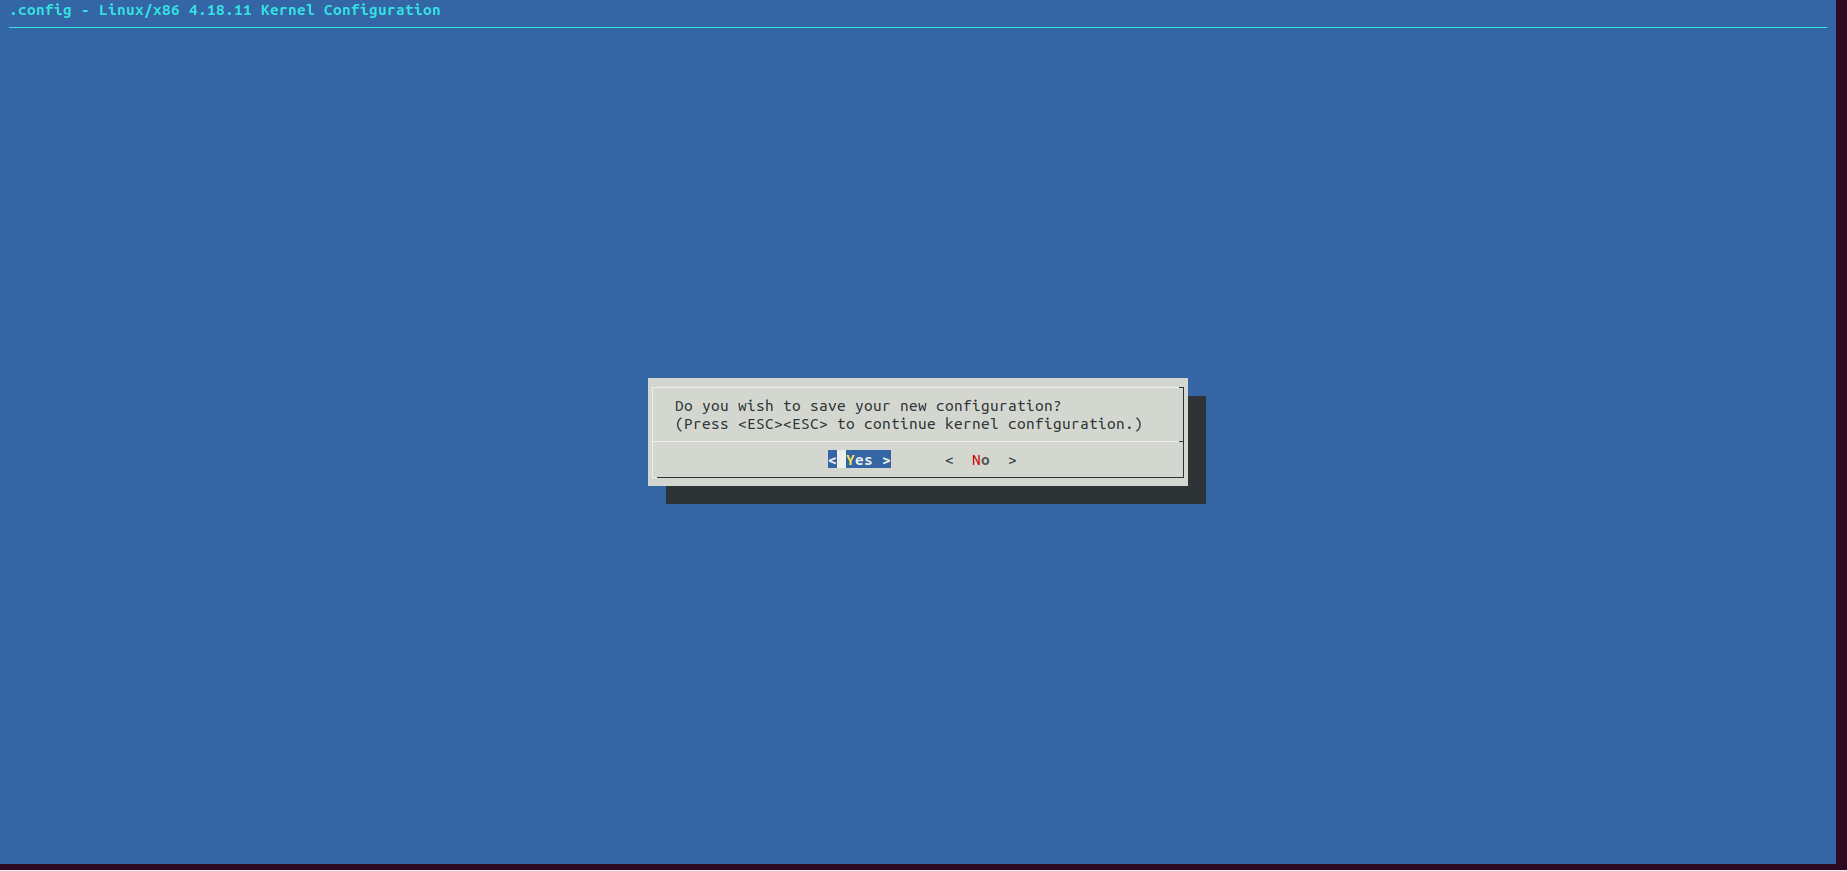 .config - Linux/x86 4.18.11 Kernel Configuration
Do you wish to save your new configuration?
(Press <ESC><ESC> to continue kernel configuration.)
< Yes >      <  No  >